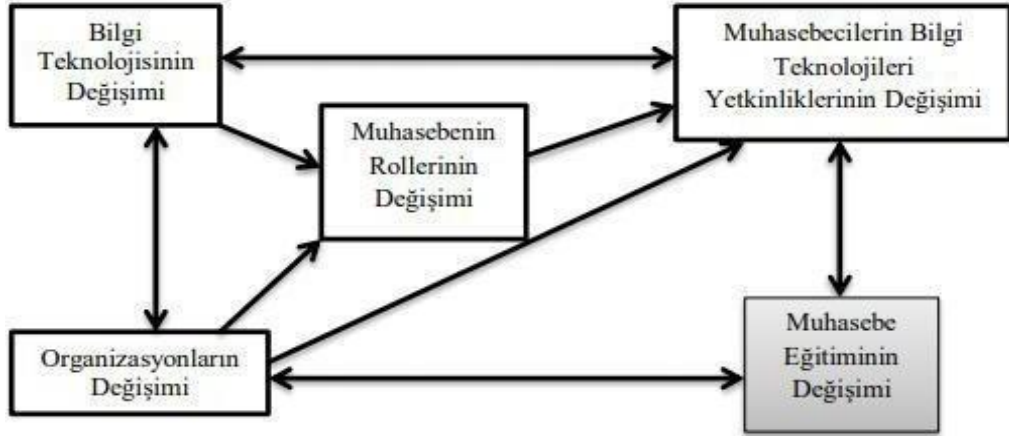 Bilgi
Teknolojisinin
Değişimi
Muhasebecilerin Bilgi
Teknolojileri
Yetkinliklerinin Değişimi
Muhasebenin
Rollerinin
Değişimi
Organizasyonların
Değişimi
Muhasebe
Eğitiminin
Değişimi